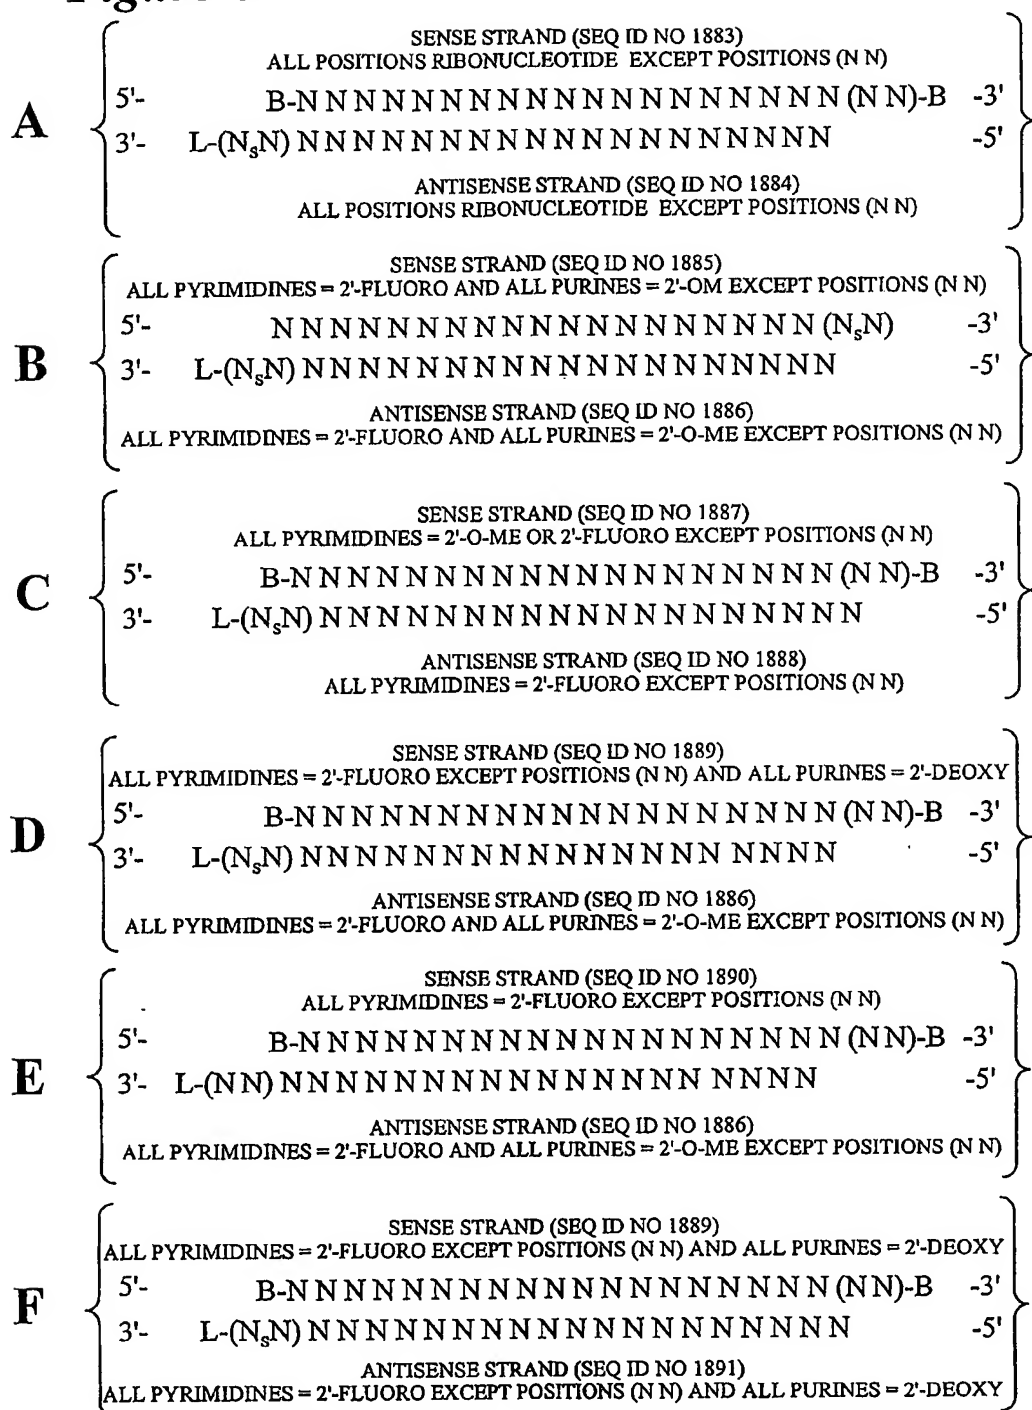 SENSE STRAND (SEQ ID NO 1883)
ALL POSITIONS RIBONUCLEOTIDE EXCEPT POSITIONS (N N)
5'- B-N N N N N N N N N N N N N N N N N N N (N N)-B -3'
A
3'- L-(NsN) N N N N N N N N N N N N N N N N N N N -5'
ANTISENSE STRAND (SEQ ID NO 1884)
ALL POSITIONS RIBONUCLEOTIDE EXCEPT POSITIONS (N N)
SENSE STRAND (SEQ ID NO 1885)
ALL PYRIMIDINES = 2'-FLUORO AND ALL PURINES = 2'-OM EXCEPT POSITIONS (N N)
5'- N N N N N N N N N N N N N N N N N N N (NsN) -3'
B
3'- L-(NsN) N N N N N N N N N N N N N N N N N N N -5'
ANTISENSE STRAND (SEQ ID NO 1886)
ALL PYRIMIDINES = 2'-FLUORO AND ALL PURINES = 2'-O-ME EXCEPT POSITIONS (N N)
SENSE STRAND (SEQ ID NO 1887)
ALL PYRIMIDINES = 2'-O-ME OR 2'-FLUORO EXCEPT POSITIONS (N N)
5'- B-N N N N N N N N N N N N N N N N N N N (N N)-B -3'
C
3'- L-(NsN) N N N N N N N N N N N N N N N N N N N -5'
ANTISENSE STRAND (SEQ ID NO 1888)
ALL PYRIMIDINES = 2'-FLUORO EXCEPT POSITIONS (N N)
SENSE STRAND (SEQ ID NO 1889)
ALL PYRIMIDINES = 2'-FLUORO EXCEPT POSITIONS (N N) AND ALL PURINES = 2'-DEOXY
5'- B-N N N N N N N N N N N N N N N N N N N (N N)-B -3'
D
3'- L-(NsN) N N N N N N N N N N N N N N N N N N N -5'
ANTISENSE STRAND (SEQ ID NO 1886)
ALL PYRIMIDINES = 2'-FLUORO AND ALL PURINES = 2'-O-ME EXCEPT POSITIONS (N N)
SENSE STRAND (SEQ ID NO 1890)
ALL PYRIMIDINES = 2'-FLUORO EXCEPT POSITIONS (N N)
5'- B-N N N N N N N N N N N N N N N N N N N (N N)-B -3'
E
3'- L-(N N) N N N N N N N N N N N N N N N N N N N -5'
ANTISENSE STRAND (SEQ ID NO 1886)
ALL PYRIMIDINES = 2'-FLUORO AND ALL PURINES = 2'-O-ME EXCEPT POSITIONS (N N)
SENSE STRAND (SEQ ID NO 1889)
ALL PYRIMIDINES = 2'-FLUORO EXCEPT POSITIONS (N N) AND ALL PURINES = 2'-DEOXY
5'- B-N N N N N N N N N N N N N N N N N N N (N N)-B -3'
F
3'- L-(NsN) N N N N N N N N N N N N N N N N N N N -5'
ANTISENSE STRAND (SEQ ID NO 1891)
ALL PYRIMIDINES = 2'-FLUORO EXCEPT POSITIONS (N N) AND ALL PURINES = 2'-DEOXY